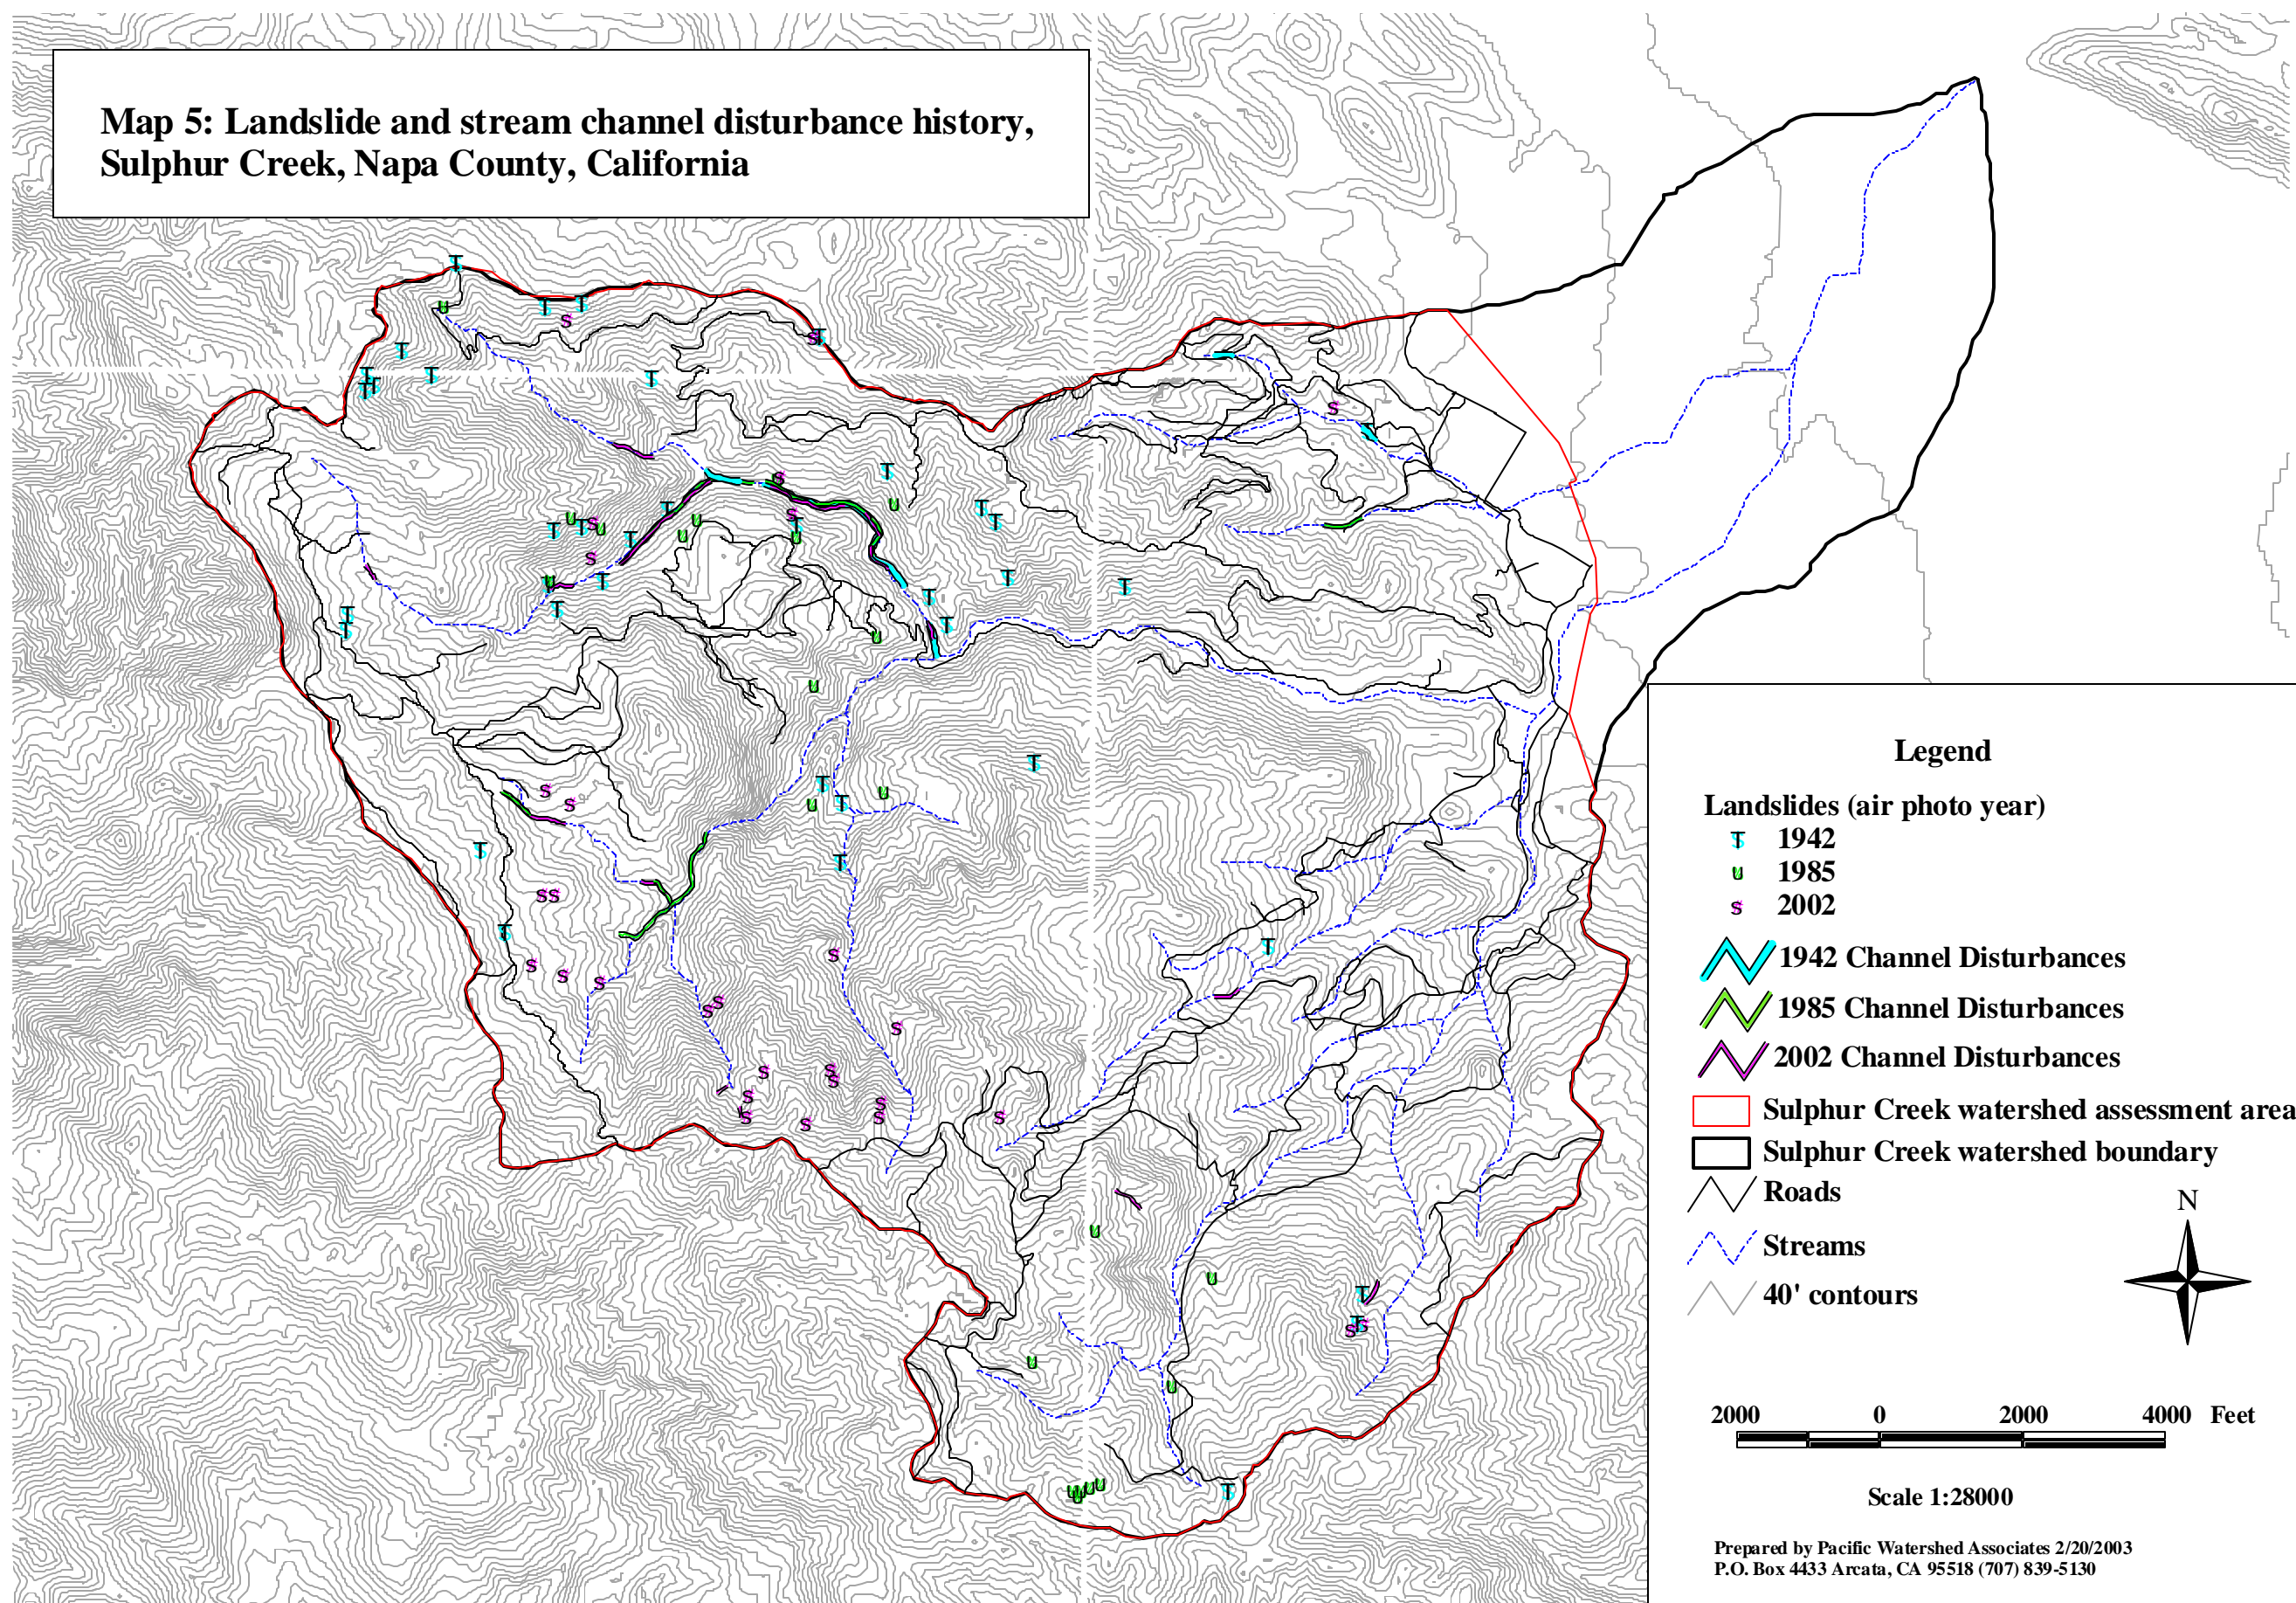 Map 5: Landslide and stream channel disturbance history,
Sulphur Creek, Napa County, California
Legend
Landslides (air photo year)
1942
1985
2002
1942 Channel Disturbances
1985 Channel Disturbances
2002 Channel Disturbances
Sulphur Creek watershed assessment area
Sulphur Creek watershed boundary
Roads
Streams
40' contours
N
2000 0 2000 4000 Feet
Scale 1:28000
Prepared by Pacific Watershed Associates 2/20/2003
P.O. Box 4433 Arcata, CA 95518 (707) 839-5130